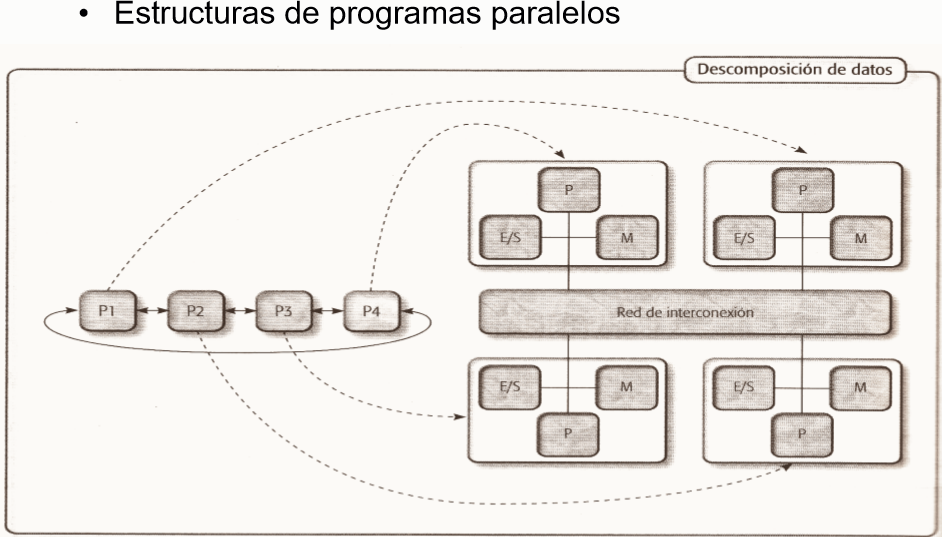 • Estructuras de programas paralelos
Descomposición de datos
P
P
E/S M
E/S M
P1 P2 P3 P4
Red de interconexión
E/S M
E/S M
P
P